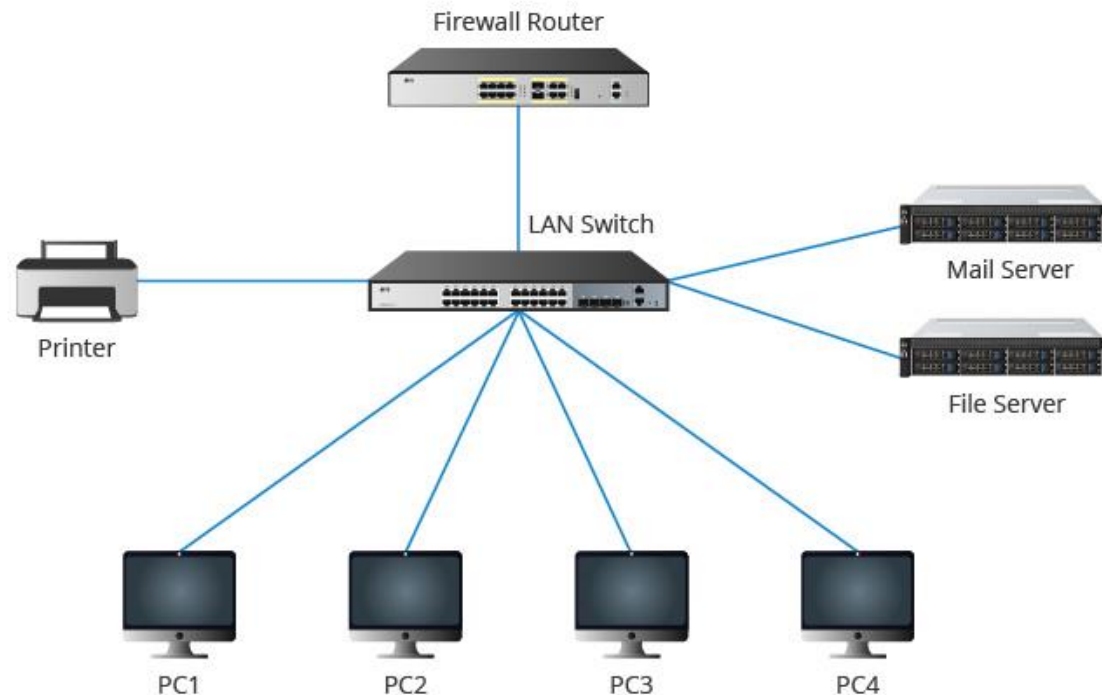 Firewall Router
LAN Switch
Mail Server
Printer
File Server
PC1
PC2
PC3
PC4